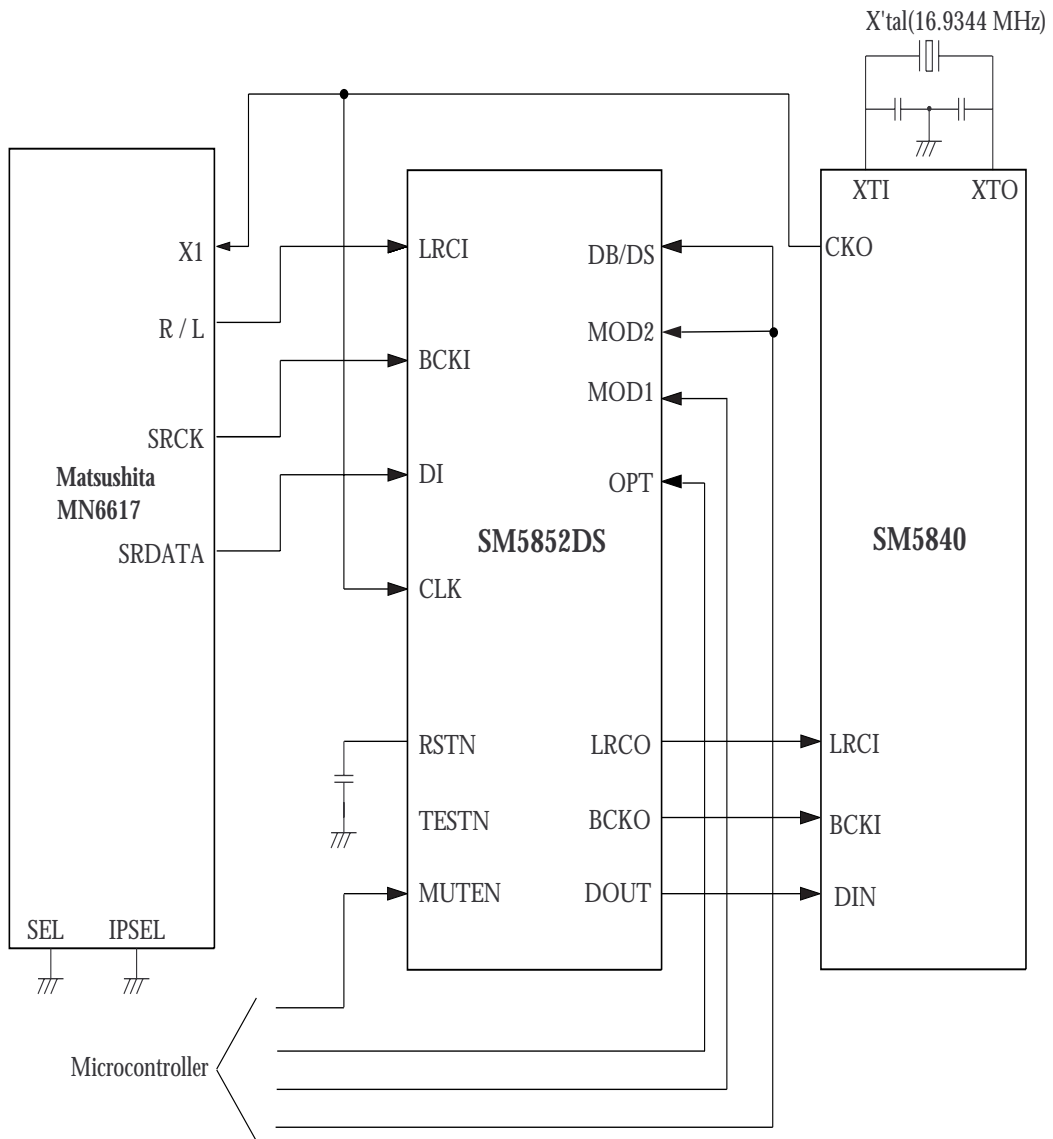 X'tal(16.9344 MHz)
XTI
XTO
X1
LRCI
DB/DS
CKO
R / L
MOD2
BCKI
MOD1
SRCK
Matsushita
MN6617
DI
OPT
SM5852DS
SM5840
SRDATA
CLK
RSTN
LRCO
LRCI
TESTN
BCKO
BCKI
MUTEN
DOUT
DIN
SEL
IPSEL
Microcontroller